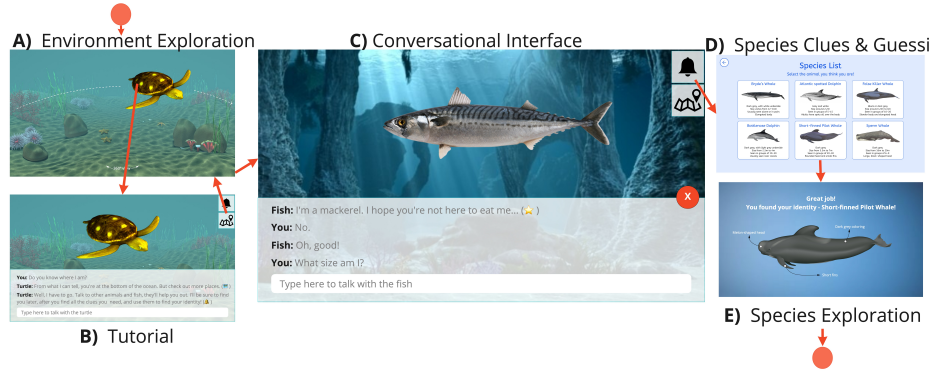 A) Environment Exploration
C) Conversational Interface
D) Species Clues & Guessi
Species List
Select the animal you think you are!
Bryde's Whale
Atlantic spotted Dolphin
False Killer Whale
Bottlenose Dolphin
Short-finned Pilot Whale
Sperm Whale
Fish: I'm a mackerel. I hope you're not here to eat me... (⭐ )
You: No.
Fish: Oh, good!
You: What size am I?
Type here to talk with the fish
X
You: Do you know where I am?
Turtle: From what I can tell, you're at the bottom of the ocean. But check out more places. (🗺️ )
Turtle: Well, I have to go. Talk to other animals and fish, they'll help you out. I'll be sure to find
you later, after you find all the clues you need, and use them to find your identity! (🔔 )
Type here to talk with the turtle
B) Tutorial
Great job!
You found your identity - Short-finned Pilot Whale!
Dark grey coloring
E) Species Exploration